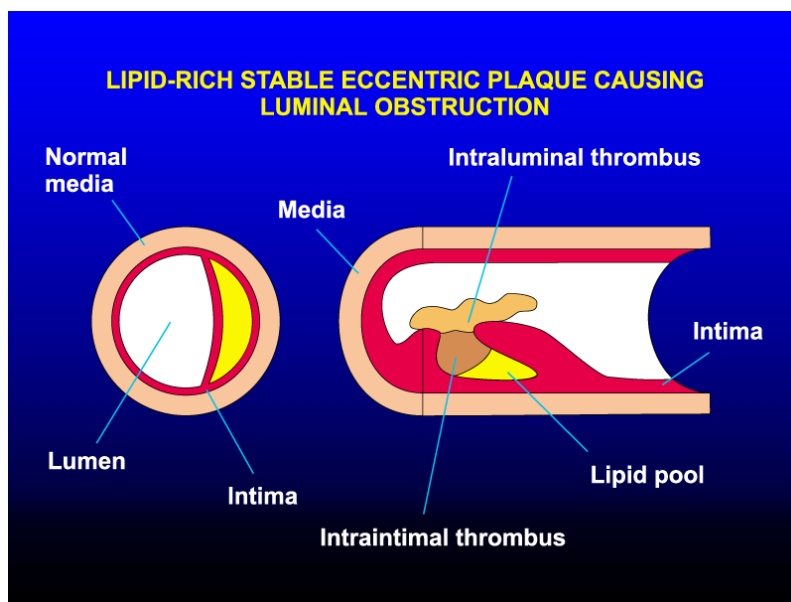 LIPID-RICH STABLE ECCENTRIC PLAQUE CAUSING
LUMINAL OBSTRUCTION
Normal
media
Intraluminal thrombus
Media
Intima
Lumen
Intima
Lipid pool
Intraintimal thrombus